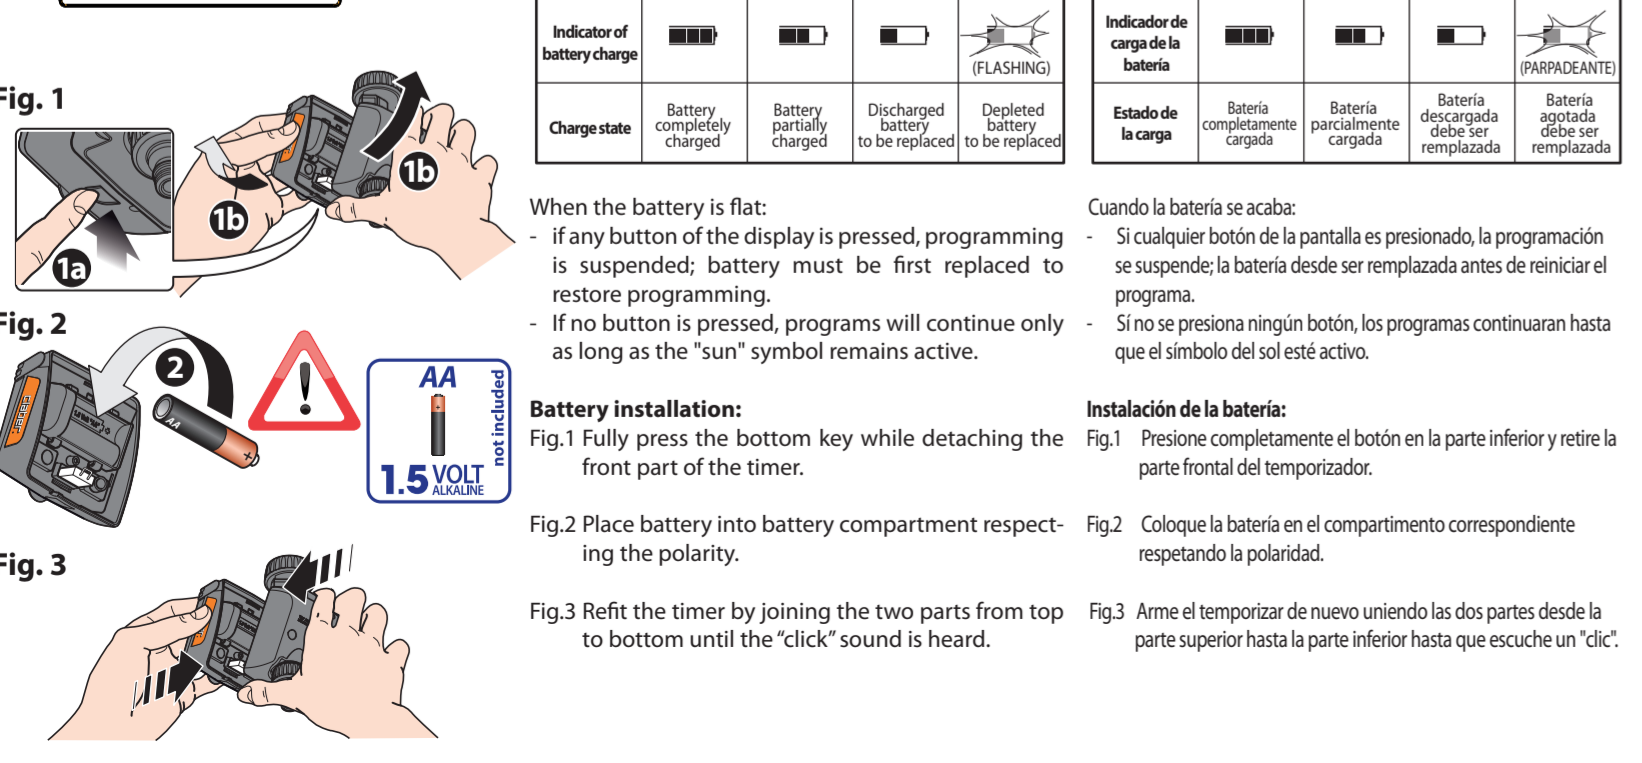 Fig. 1
1a
1b
1b
Fig. 2
2
AA
claber
AA
not included
1.5 VOLT
ALKALINE
Fig. 3
Indicator of
battery charge
(FLASHING)
Charge state
Battery
completely
charged
Battery
partially
charged
Discharged
battery
to be replaced
Depleted
battery
to be replaced
When the battery is flat:
- if any button of the display is pressed, programming
is suspended; battery must be first replaced to
restore programming.
- If no button is pressed, programs will continue only
as long as the "sun" symbol remains active.
Battery installation:
Fig.1 Fully press the bottom key while detaching the
front part of the timer.
Fig.2 Place battery into battery compartment respect-
ing the polarity.
Fig.3 Refit the timer by joining the two parts from top
to bottom until the “click” sound is heard.
Indicador de
carga de la
batería
(PARPADEANTE)
Estado de
la carga
Batería
completamente
cargada
Batería
parcialmente
cargada
Batería
descargada
debe ser
remplazada
Batería
agotada
debe ser
remplazada
Cuando la batería se acaba:
- Si cualquier botón de la pantalla es presionado, la programación
se suspende; la batería desde ser remplazada antes de reiniciar el
programa.
- Sí no se presiona ningún botón, los programas continuaran hasta
que el símbolo del sol esté activo.
Instalación de la batería:
Fig.1 Presione completamente el botón en la parte inferior y retire la
parte frontal del temporizador.
Fig.2 Coloque la batería en el compartimento correspondiente
respetando la polaridad.
Fig.3 Arme el temporizar de nuevo uniendo las dos partes desde la
parte superior hasta la parte inferior hasta que escuche un "clic".